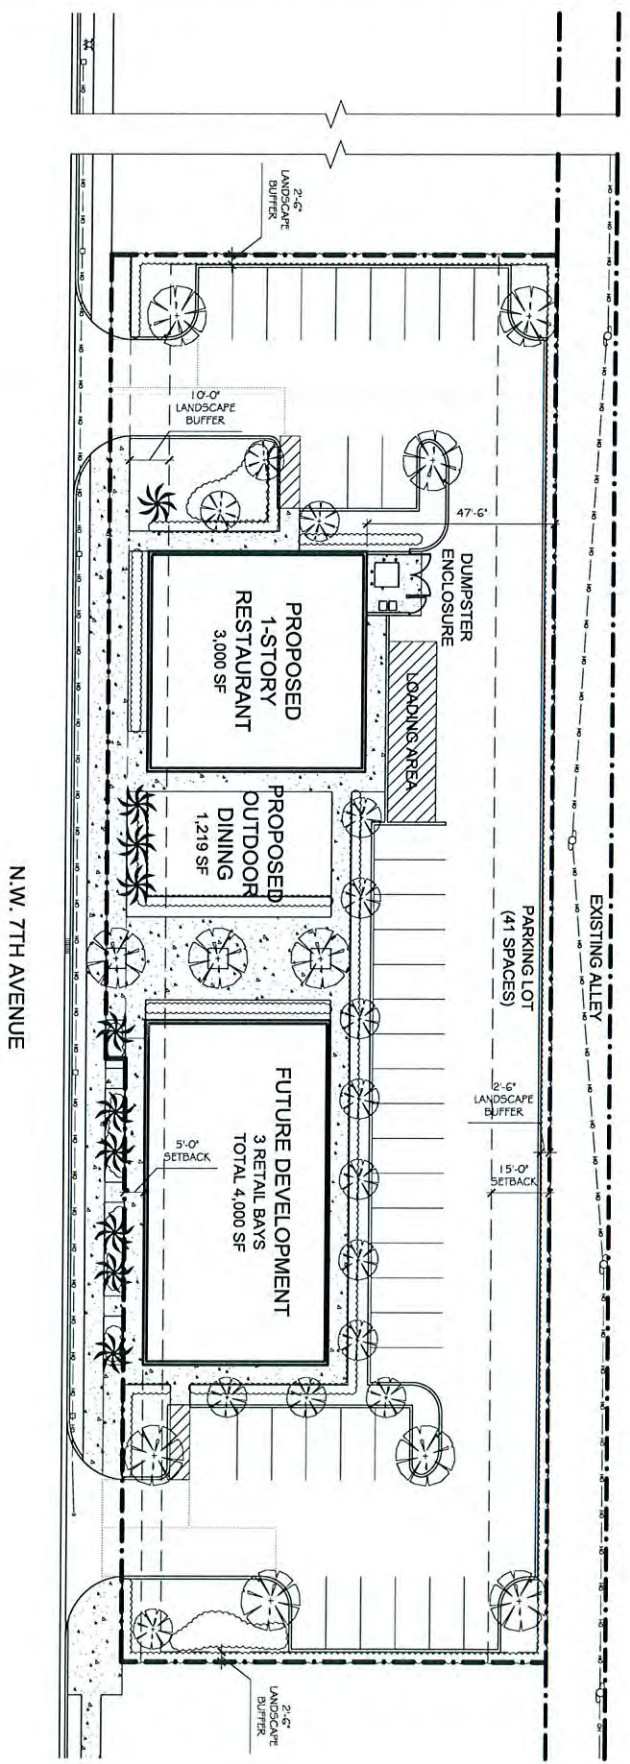 2'-6"
LANDSCAPE
BUFFER
10'-0"
LANDSCAPE
BUFFER
47'-6"
DUMPSTER
ENCLOSURE
PROPOSED
1-STORY
RESTAURANT
3,000 SF
LOADING AREA
PROPOSED
OUTDOOR
DINING
1,219 SF
PARKING LOT
(41 SPACES)
EXISTING ALLEY
N.W. 7TH AVENUE
2'-6"
LANDSCAPE
BUFFER
15'-0"
SETBACK
5'-0"
SETBACK
FUTURE DEVELOPMENT
3 RETAIL BAYS
TOTAL 4,000 SF
2'-6"
LANDSCAPE
BUFFER